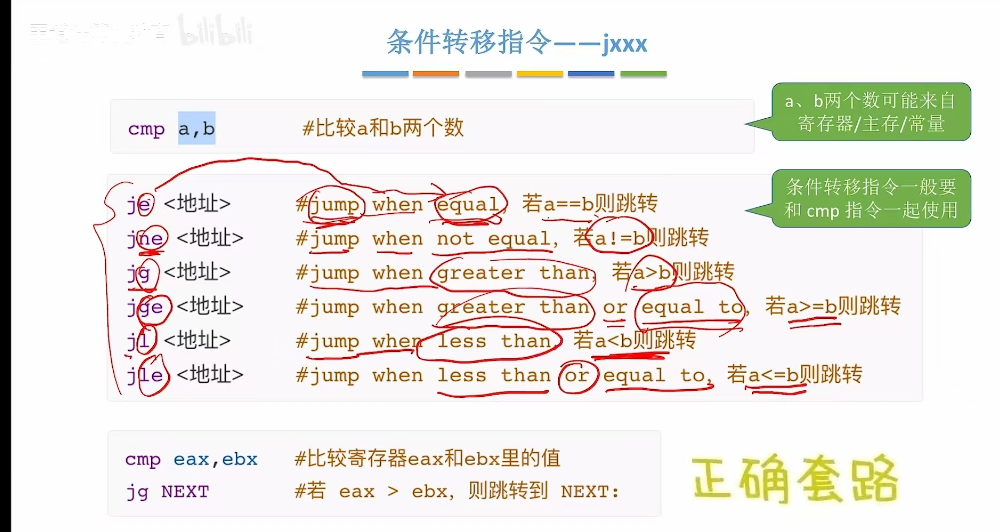 bilibili
条件转移指令——jxxx
cmp a,b #比较a和b两个数
a、b两个数可能来自
寄存器/主存/常量
je <地址> #jump when equal，若a==b则跳转
jne <地址> #jump when not equal，若a!=b则跳转
jg <地址> #jump when greater than，若a>b则跳转
jge <地址> #jump when greater than or equal to，若a>=b则跳转
jl <地址> #jump when less than，若a<b则跳转
jle <地址> #jump when less than or equal to，若a<=b则跳转
条件转移指令一般要
和 cmp 指令一起使用
cmp eax,ebx #比较寄存器eax和ebx里的值
jg NEXT #若 eax > ebx，则跳转到 NEXT：
正确套路